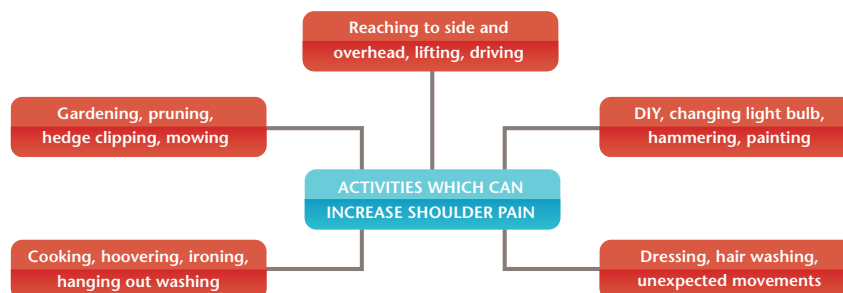 Reaching to side and
overhead, lifting, driving
Gardening, pruning,
hedge clipping, mowing
DIY, changing light bulb,
hammering, painting
ACTIVITIES WHICH CAN
INCREASE SHOULDER PAIN
Cooking, hoovering, ironing,
hanging out washing
Dressing, hair washing,
unexpected movements